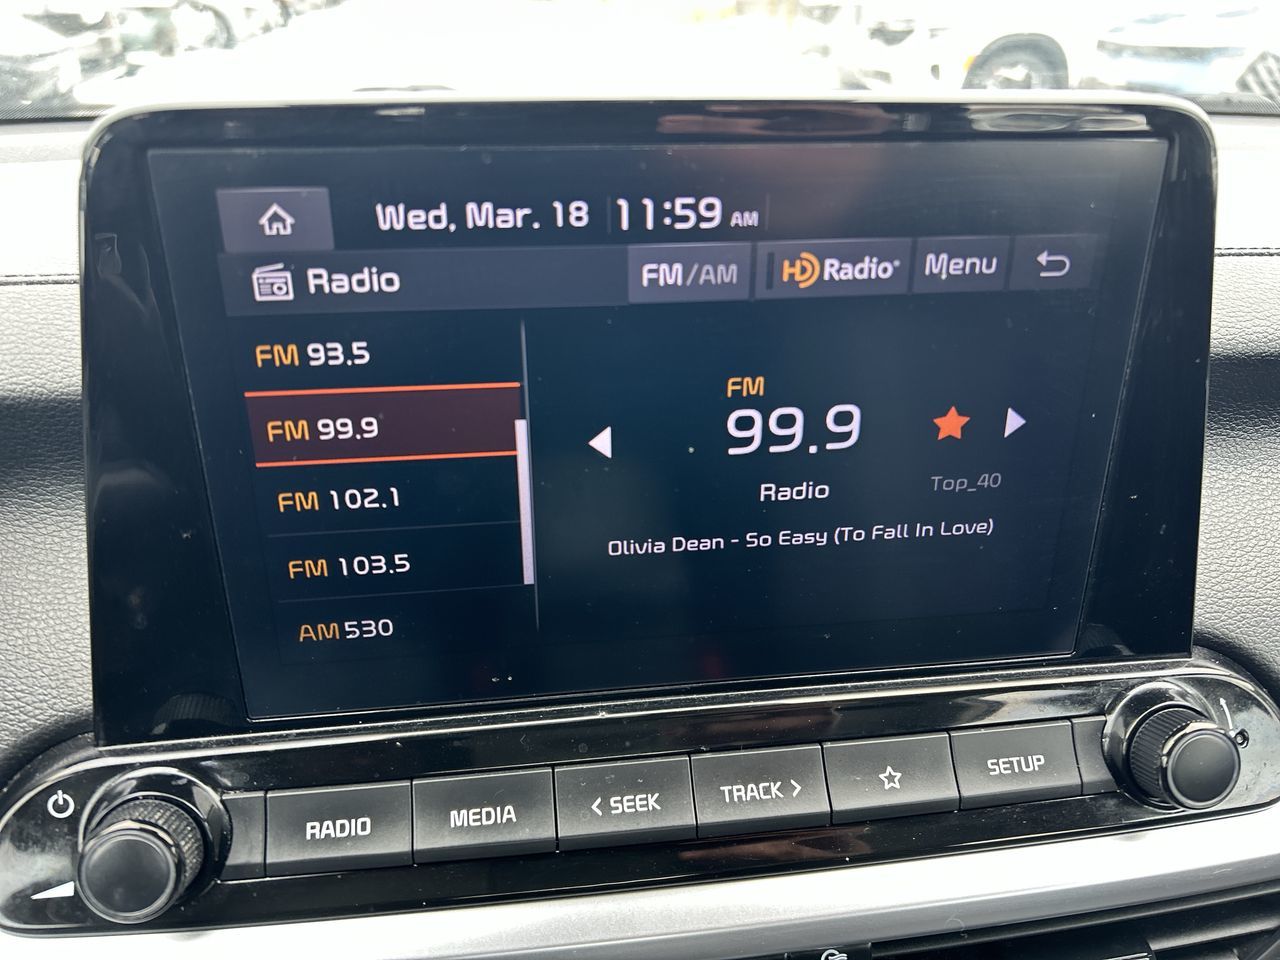 Wed, Mar. 18 11:59 AM
Radio FM/AM HD Radio® Menu
FM 93.5
FM 99.9
FM 102.1
FM 103.5
AM 530
FM
99.9
Radio
Top_40
Olivia Dean - So Easy (To Fall In Love)
RADIO MEDIA < SEEK TRACK > SETUP